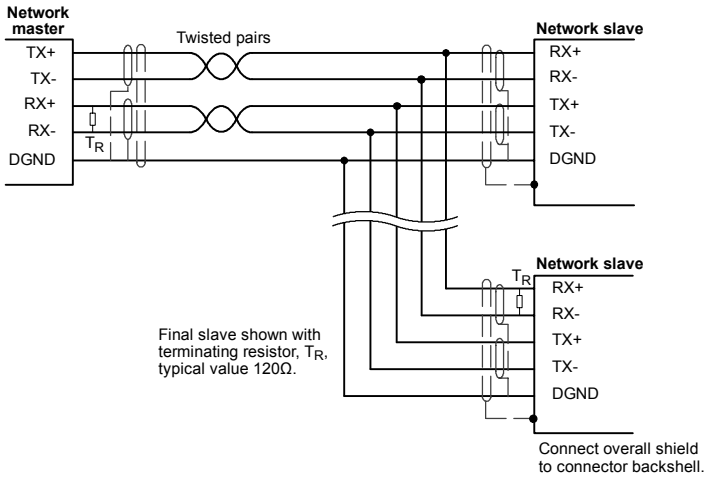 Network
master
TX+
TX-
RX+
RX-
DGND
TR
Twisted pairs
Network slave
RX+
RX-
TX+
TX-
DGND
Network slave
TR
RX+
RX-
TX+
TX-
DGND
Final slave shown with
terminating resistor, TR,
typical value 120Ω.
Connect overall shield
to connector backshell.